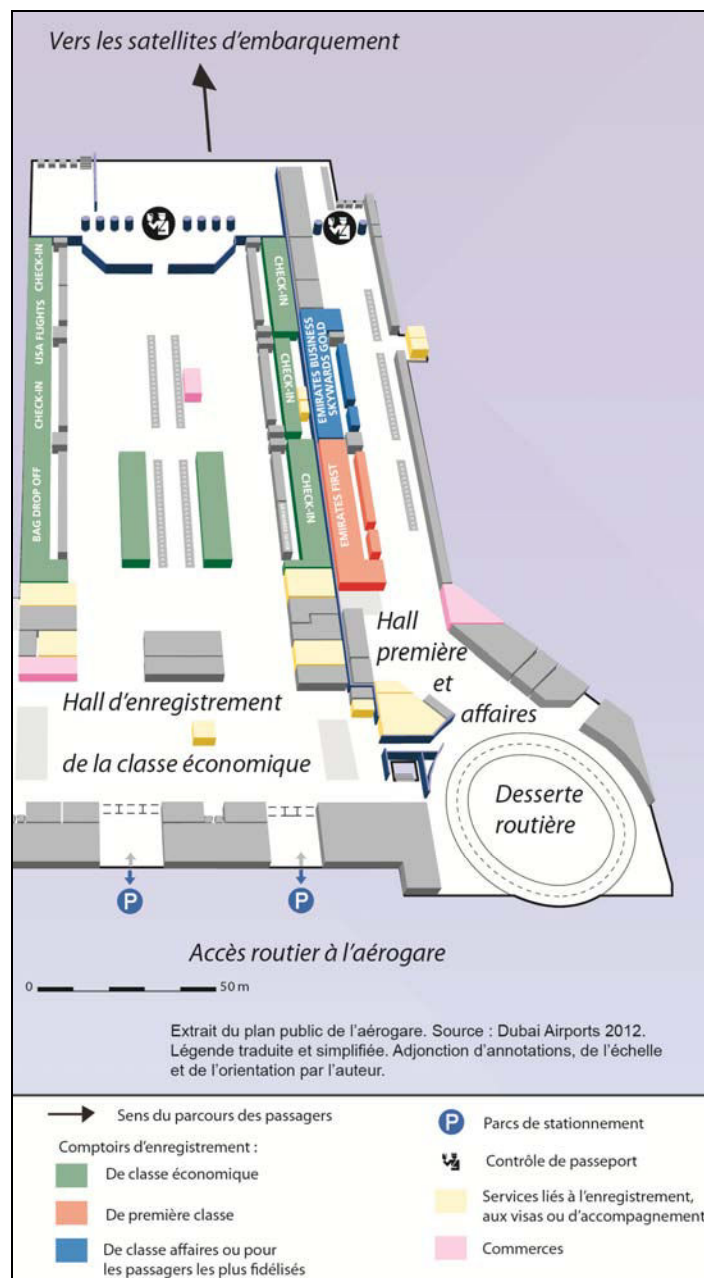 Vers les satellites d'embarquement
CHECK-IN
USA FLIGHTS
CHECK-IN
BAG DROP OFF
CHECK-IN
CHECK-IN
CHECK-IN
EMIRATES BUSINESS
SKYWARDS GOLD
EMIRATES FIRST
Hall
première
et
affaires
Hall d'enregistrement
de la classe économique
Desserte
routière
P
P
Accès routier à l'aérogare
0
50 m
Extrait du plan public de l'aérogare. Source : Dubai Airports 2012.
Légende traduite et simplifiée. Adjonction d'annotations, de l'échelle
et de l'orientation par l'auteur.
Sens du parcours des passagers
Comptoirs d'enregistrement :
De classe économique
De première classe
De classe affaires ou pour
les passagers les plus fidélisés
P
Parcs de stationnement
Contrôle de passeport
Services liés à l'enregistrement,
aux visas ou d'accompagnement
Commerces